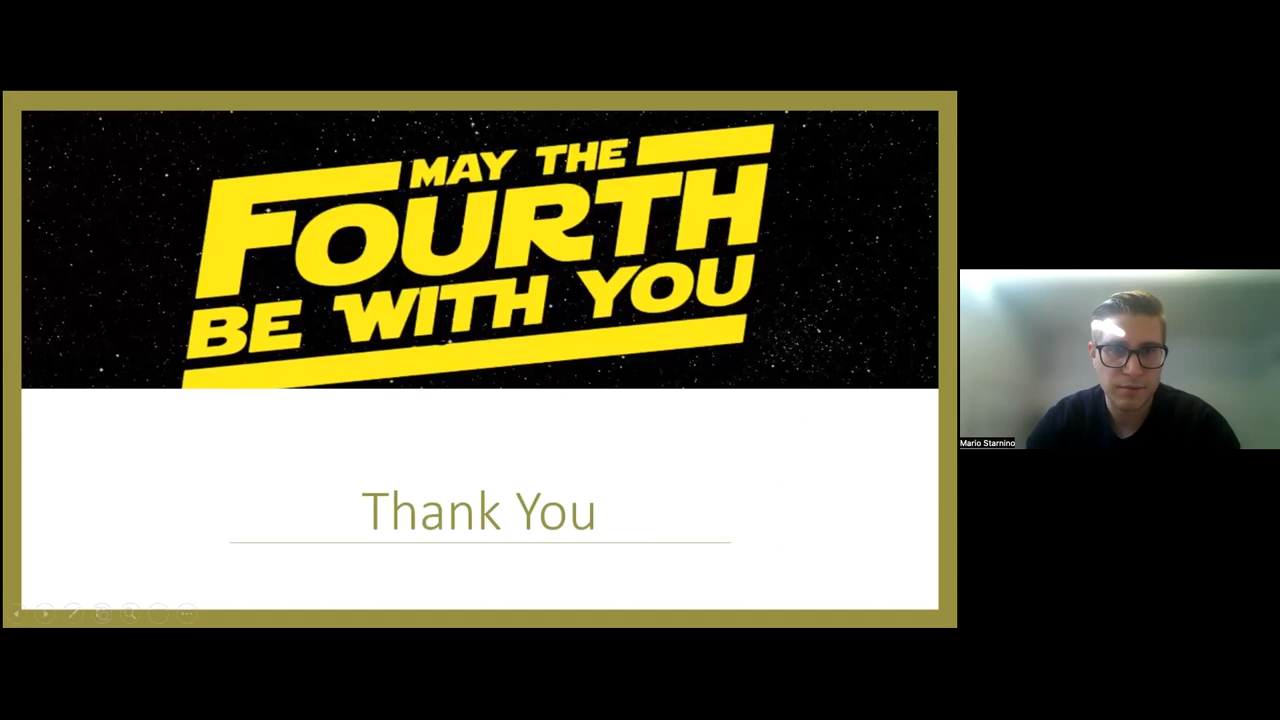 MAY THE
FOURTH
BE WITH YOU
Thank You
Mario Starnino